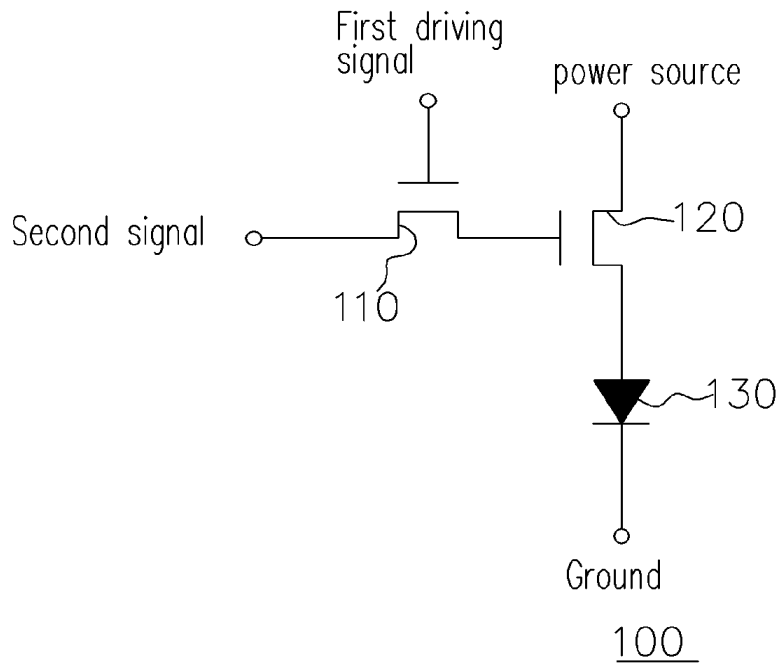 First driving
signal
power source
Second signal
120
110
130
Ground
100